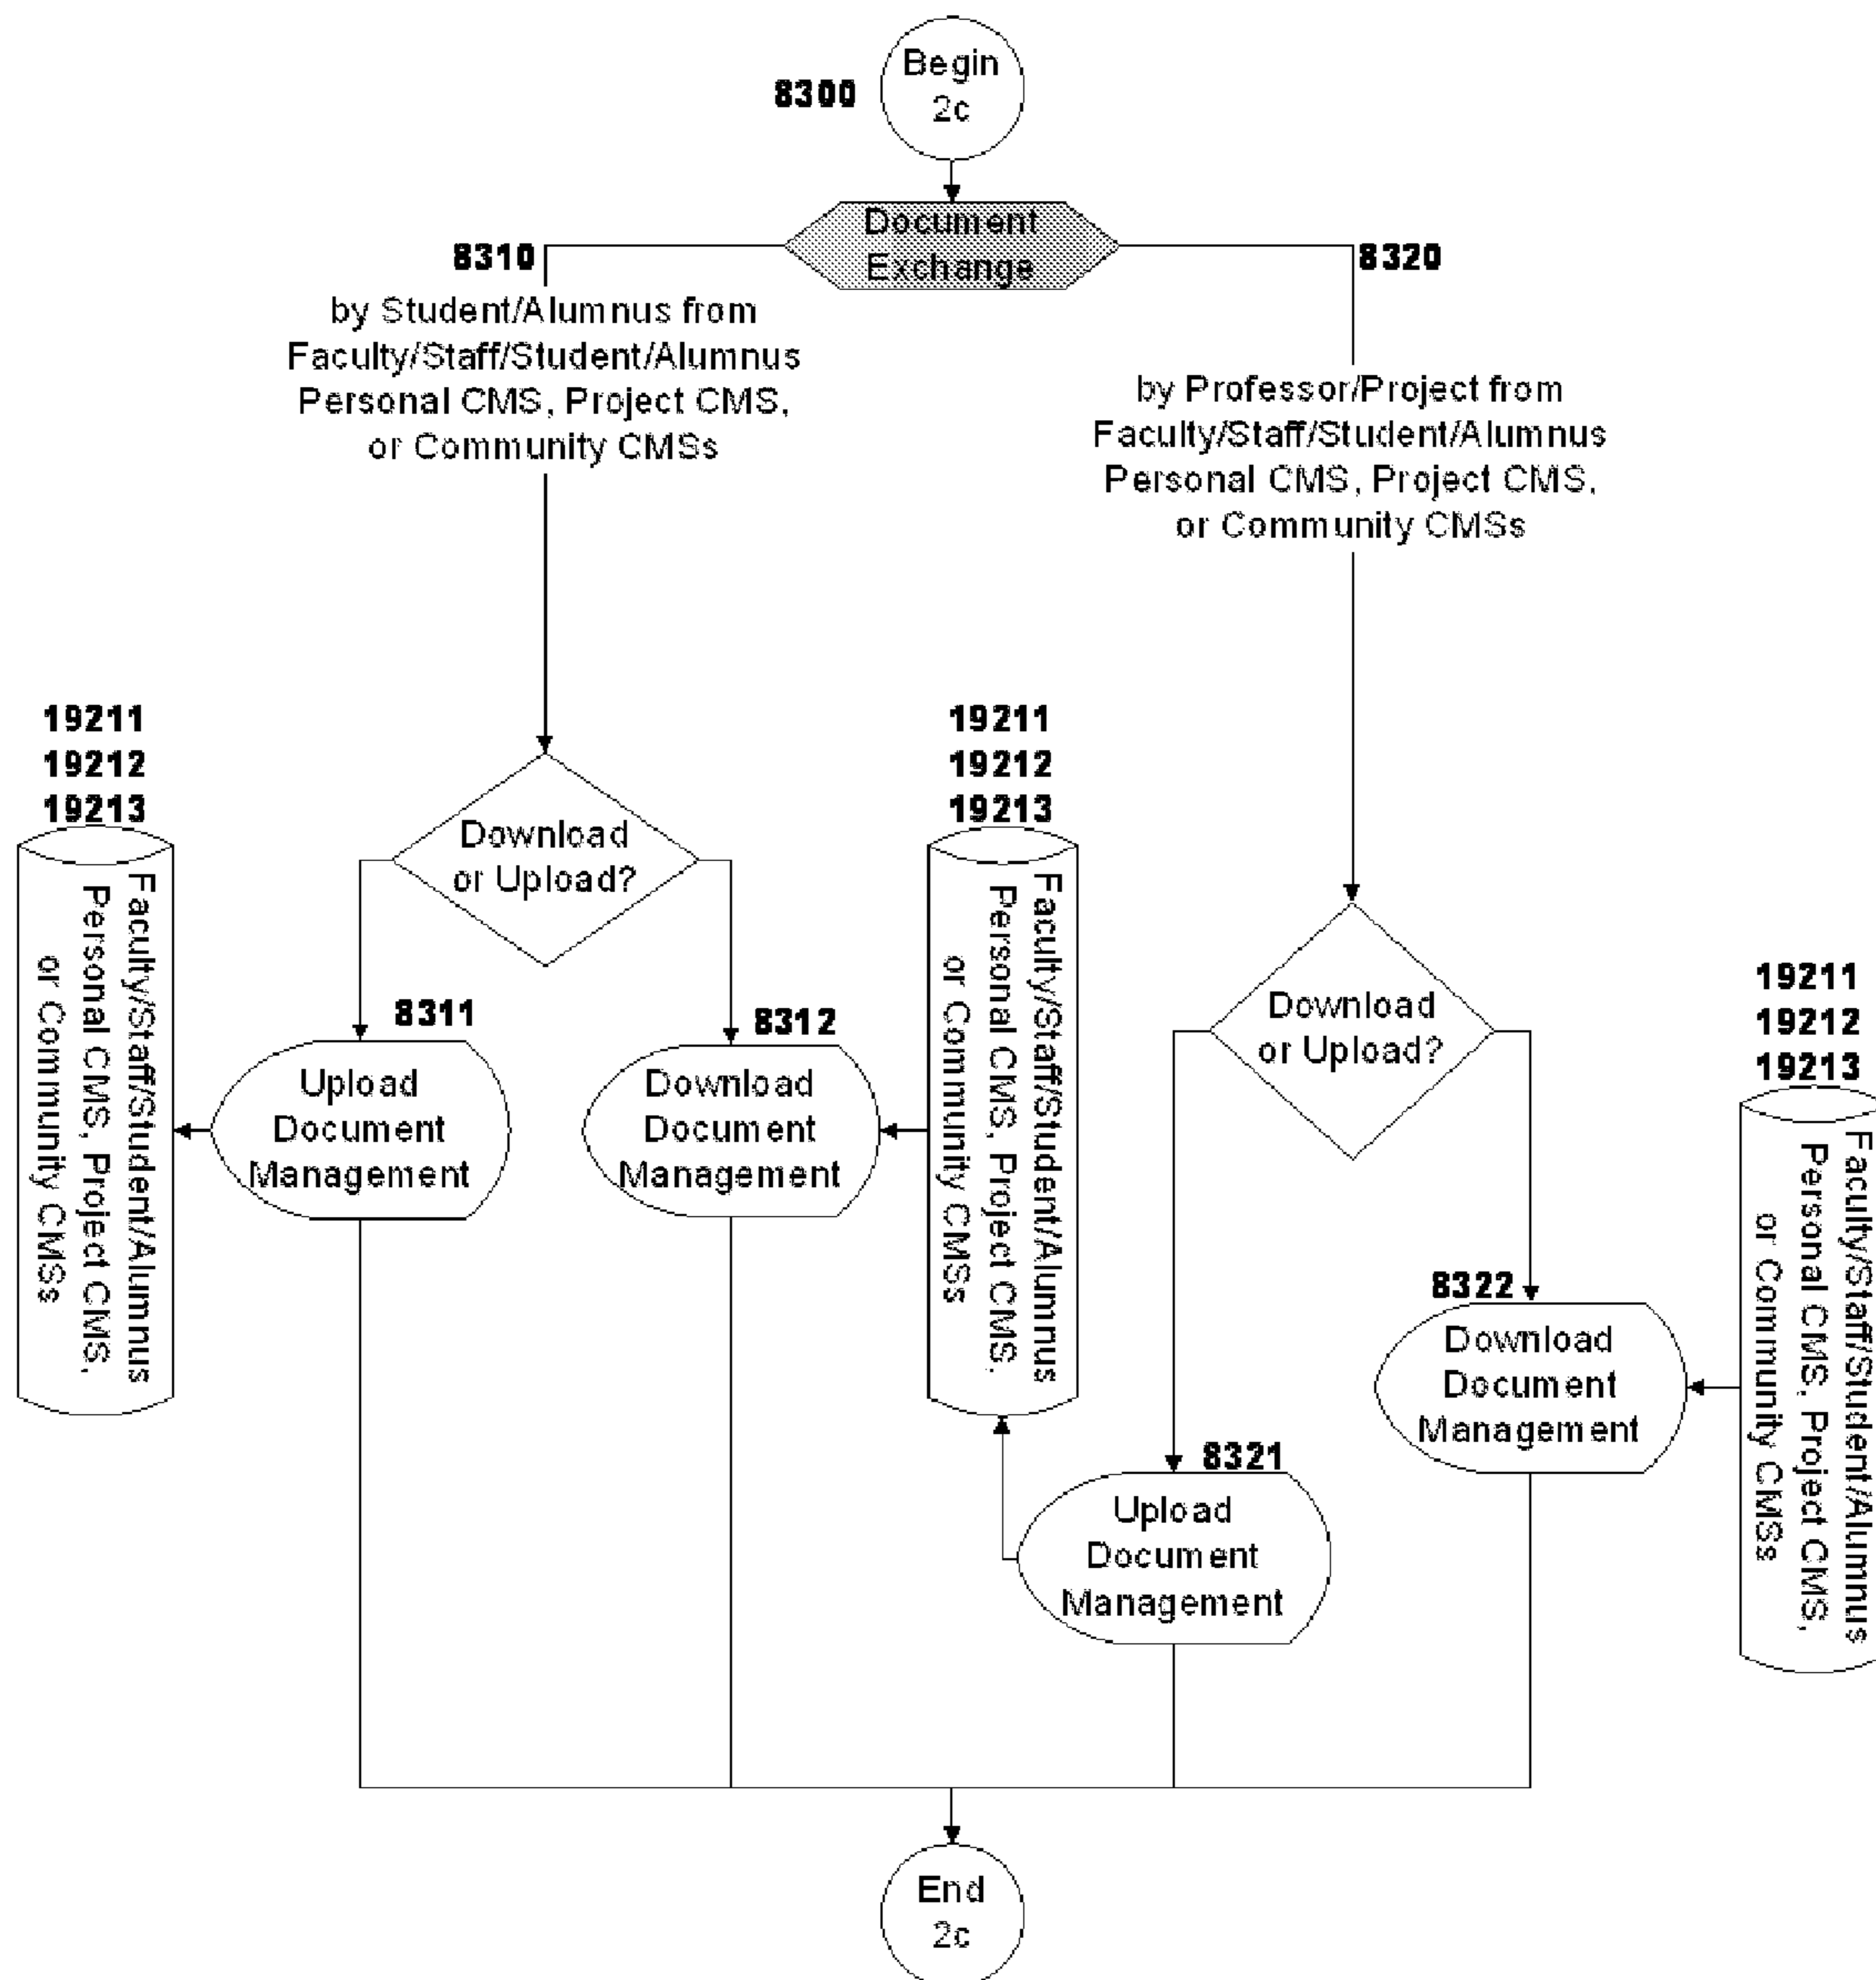 Begin
2c
8300
Document
Exchange
8310
8320
by Student/Alumnus from
Faculty/Staff/Student/Alumnus
Personal CMS, Project CMS,
or Community CMSs
by Professor/Project from
Faculty/Staff/Student/Alumnus
Personal CMS, Project CMS,
or Community CMSs
19211
19212
19213
Faculty/Staff/Student/Alumnus
Personal CMS, Project CMS,
or Community CMSs
Download
or Upload?
19211
19212
19213
Faculty/Staff/Student/Alumnus
Personal CMS, Project CMS,
or Community CMSs
Download
or Upload?
19211
19212
19213
Faculty/Staff/Student/Alumnus
Personal CMS, Project CMS,
or Community CMSs
8311
Upload
Document
Management
8312
Download
Document
Management
8322
Download
Document
Management
8321
Upload
Document
Management
End
2c